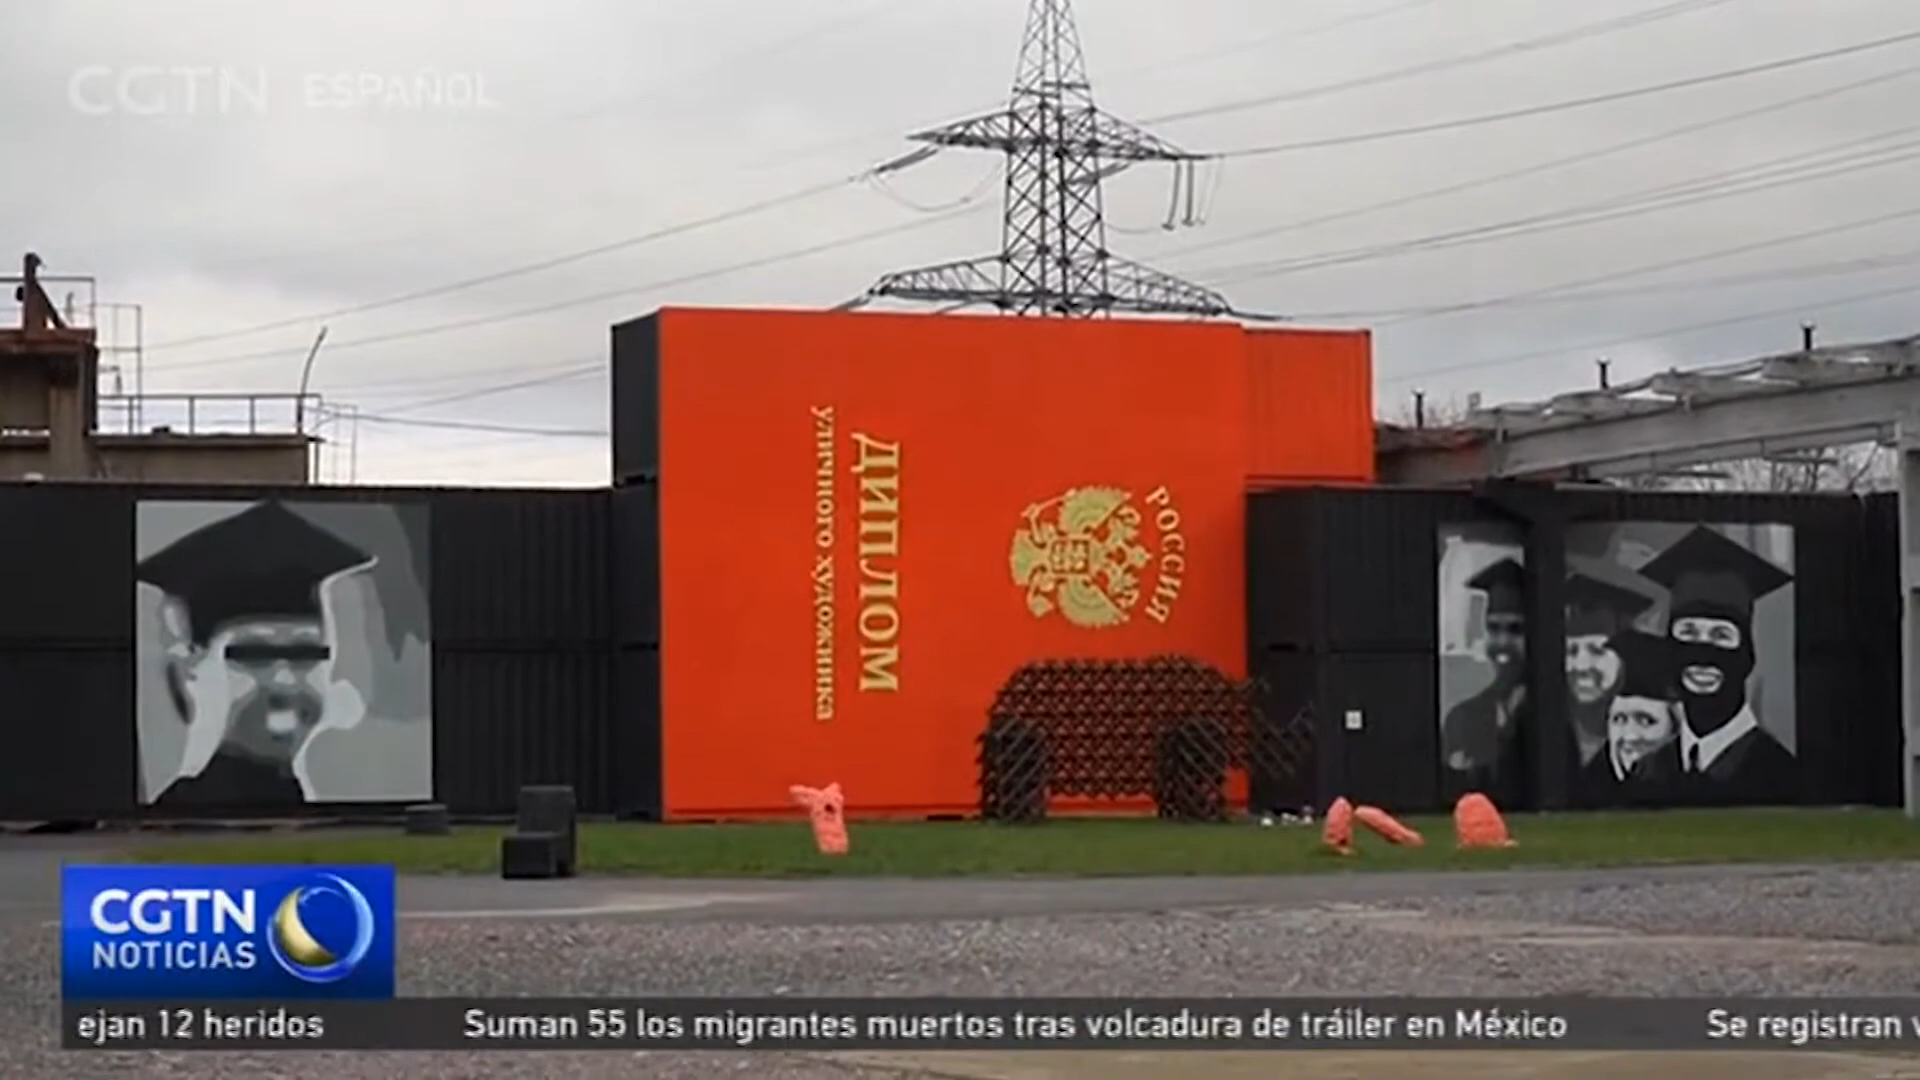 CGTN ESPAÑOL
РОССИЯ
ДИПЛОМ
уличного художника
CGTN
NOTICIAS
ejan 12 heridos Suman 55 los migrantes muertos tras volcadura de tráiler en México Se registran